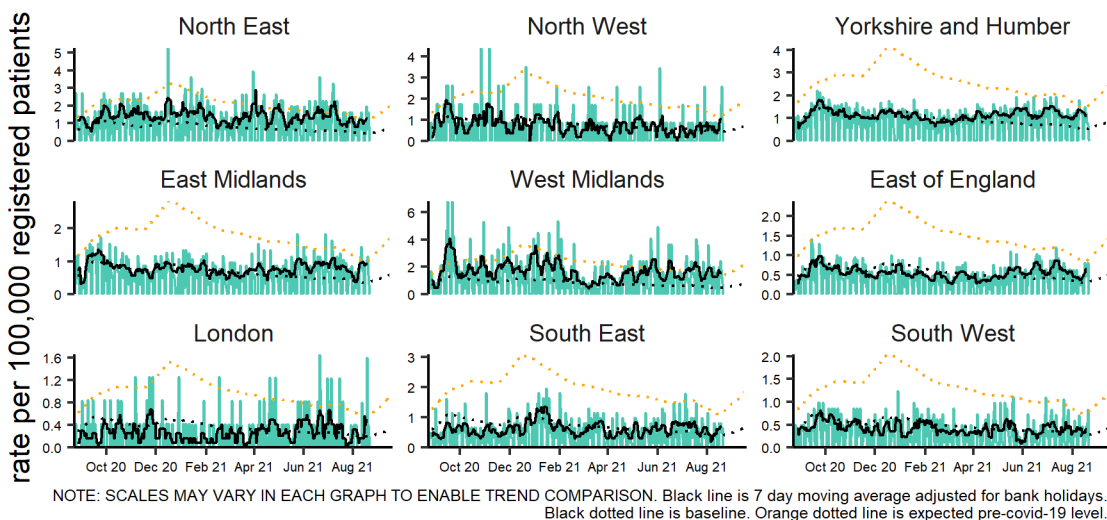 rate per 100,000 registered patients
North East
5
4
3
2
1
0
North West
4
3
2
1
0
Yorkshire and Humber
4
3
2
1
0
East Midlands
2
1
0
West Midlands
6
4
2
0
East of England
2.0
1.5
1.0
0.5
0.0
London
1.6
1.2
0.8
0.4
0.0
Oct 20 Dec 20 Feb 21 Apr 21 Jun 21 Aug 21
South East
3
2
1
0
Oct 20 Dec 20 Feb 21 Apr 21 Jun 21 Aug 21
South West
2.0
1.5
1.0
0.5
0.0
Oct 20 Dec 20 Feb 21 Apr 21 Jun 21 Aug 21
NOTE: SCALES MAY VARY IN EACH GRAPH TO ENABLE TREND COMPARISON. Black line is 7 day moving average adjusted for bank holidays.
Black dotted line is baseline. Orange dotted line is expected pre-covid-19 level.